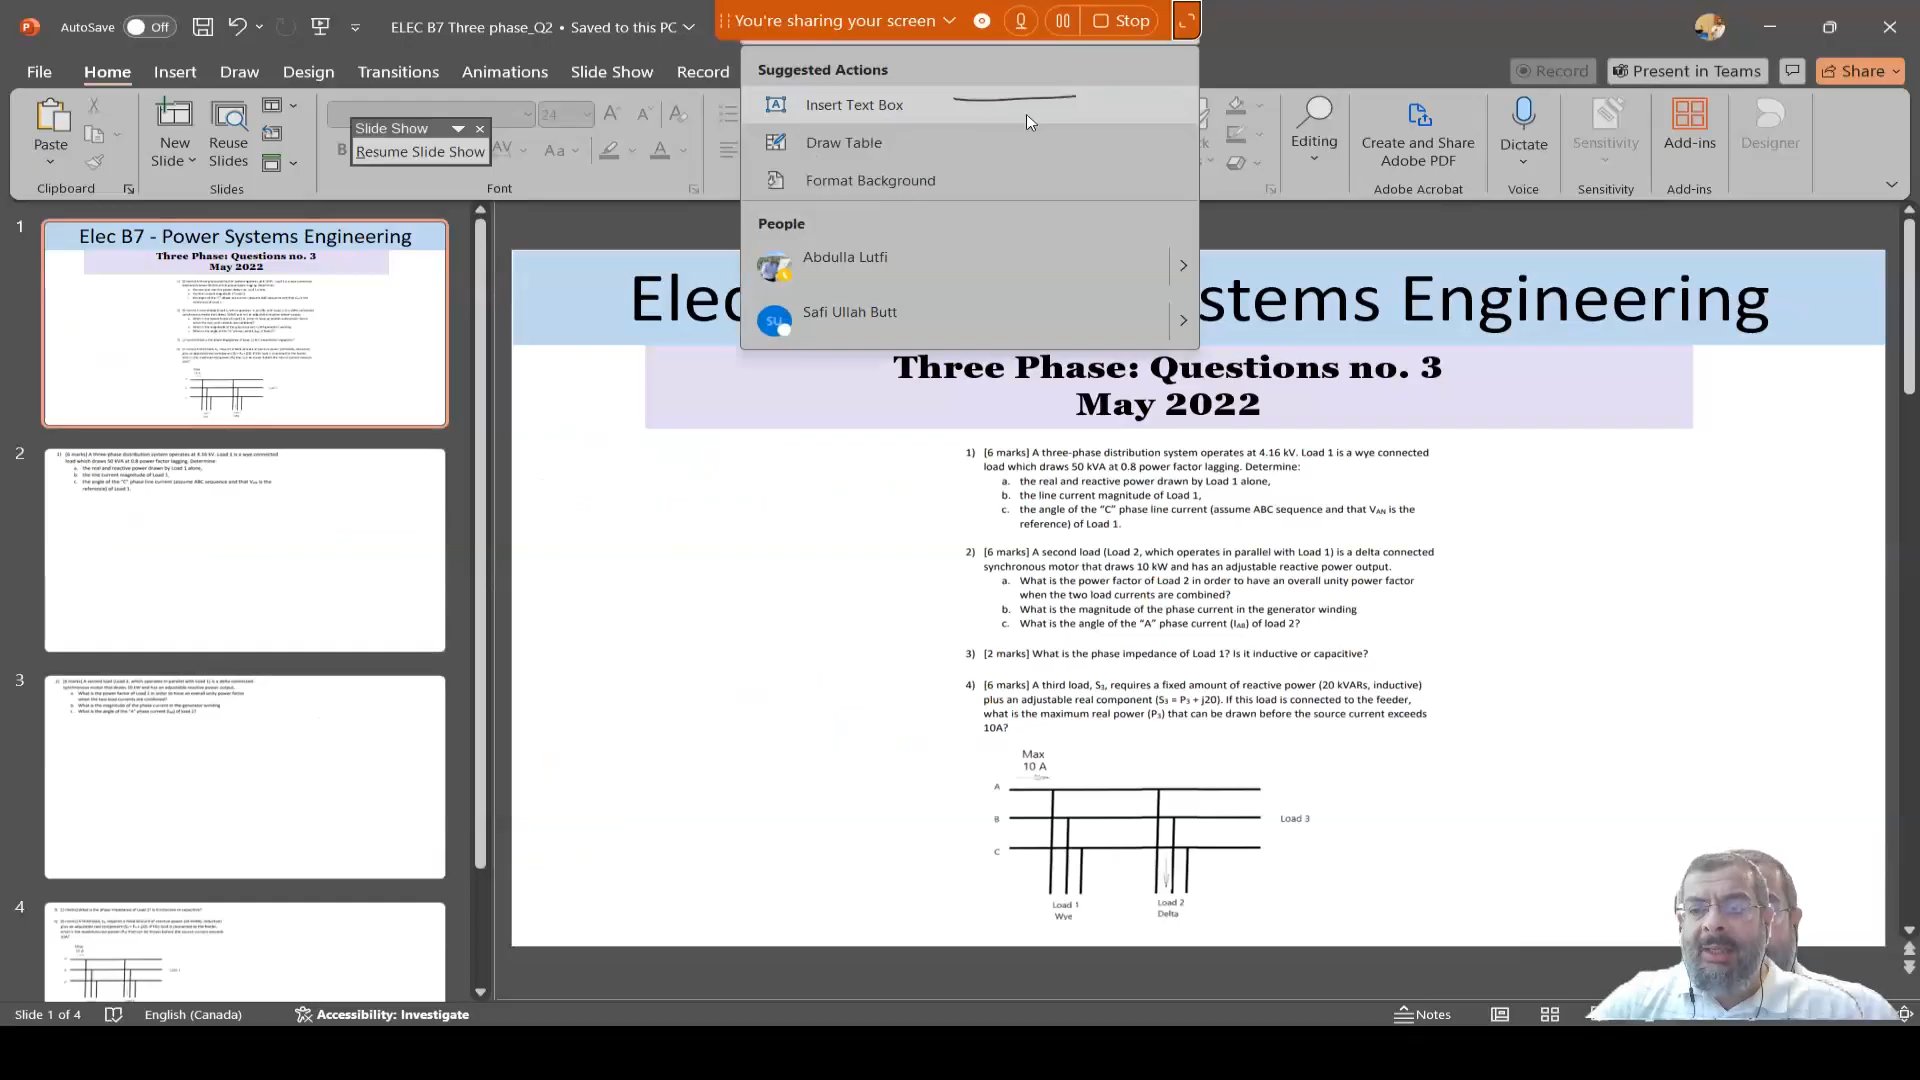 AutoSave
Off
ELEC B7 Three phase_Q2 • Saved to this PC
You're sharing your screen
Stop
File
Home
Insert
Draw
Design
Transitions
Animations
Slide Show
Record
Record
Present in Teams
Share
Paste
Clipboard
New Slide
Reuse Slides
Slides
24
Slide Show
Resume Slide Show
B
AV
Aa
A
Font
Editing
Create and Share Adobe PDF
Adobe Acrobat
Dictate
Voice
Sensitivity
Sensitivity
Add-ins
Add-ins
Designer
Suggested Actions
Insert Text Box
Draw Table
Format Background
People
Abdulla Lutfi
SU
Safi Ullah Butt
1
Elec B7 - Power Systems Engineering
Three Phase: Questions no. 3
May 2022
2
3
4
Elec
stems Engineering
Three Phase: Questions no. 3
May 2022
1) [6 marks] A three-phase distribution system operates at 4.16 kV. Load 1 is a wye connected
load which draws 50 kVA at 0.8 power factor lagging. Determine:
a. the real and reactive power drawn by Load 1 alone,
b. the line current magnitude of Load 1,
c. the angle of the "C" phase line current (assume ABC sequence and that VAN is the
reference) of Load 1.
2) [6 marks] A second load (Load 2, which operates in parallel with Load 1) is a delta connected
synchronous motor that draws 10 kW and has an adjustable reactive power output.
a. What is the power factor of Load 2 in order to have an overall unity power factor
when the two load currents are combined?
b. What is the magnitude of the phase current in the generator winding
c. What is the angle of the "A" phase current (IAB) of load 2?
3) [2 marks] What is the phase impedance of Load 1? Is it inductive or capacitive?
4) [6 marks] A third load, S3, requires a fixed amount of reactive power (20 kVARs, inductive)
plus an adjustable real component (S3 = P3 + j20). If this load is connected to the feeder,
what is the maximum real power (P3) that can be drawn before the source current exceeds
10A?
Max
10 A
A
B
C
Load 3
Load 1
Wye
Load 2
Delta
Slide 1 of 4
English (Canada)
Accessibility: Investigate
Notes